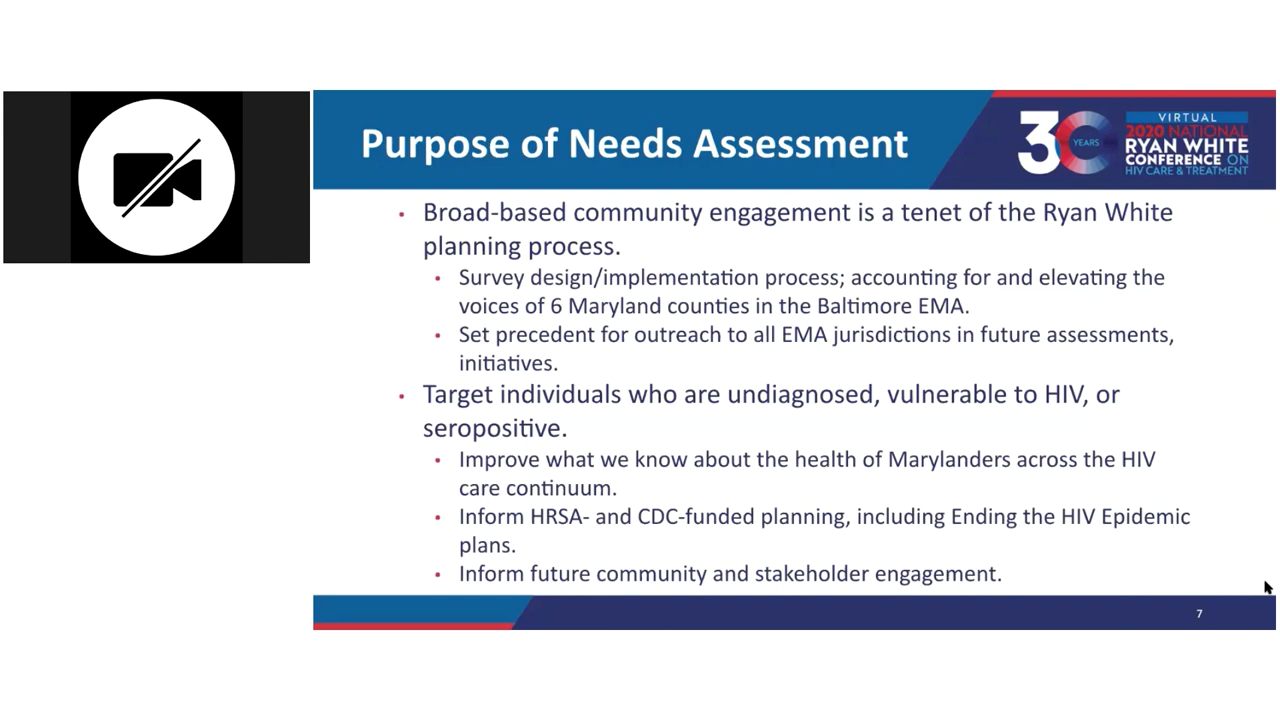 Purpose of Needs Assessment
30
YEARS
VIRTUAL
2020 NATIONAL
RYAN WHITE
CONFERENCE ON
HIV CARE & TREATMENT
• Broad-based community engagement is a tenet of the Ryan White
planning process.
• Survey design/implementation process; accounting for and elevating the
voices of 6 Maryland counties in the Baltimore EMA.
• Set precedent for outreach to all EMA jurisdictions in future assessments,
initiatives.
• Target individuals who are undiagnosed, vulnerable to HIV, or
seropositive.
• Improve what we know about the health of Marylanders across the HIV
care continuum.
• Inform HRSA- and CDC-funded planning, including Ending the HIV Epidemic
plans.
• Inform future community and stakeholder engagement.
7